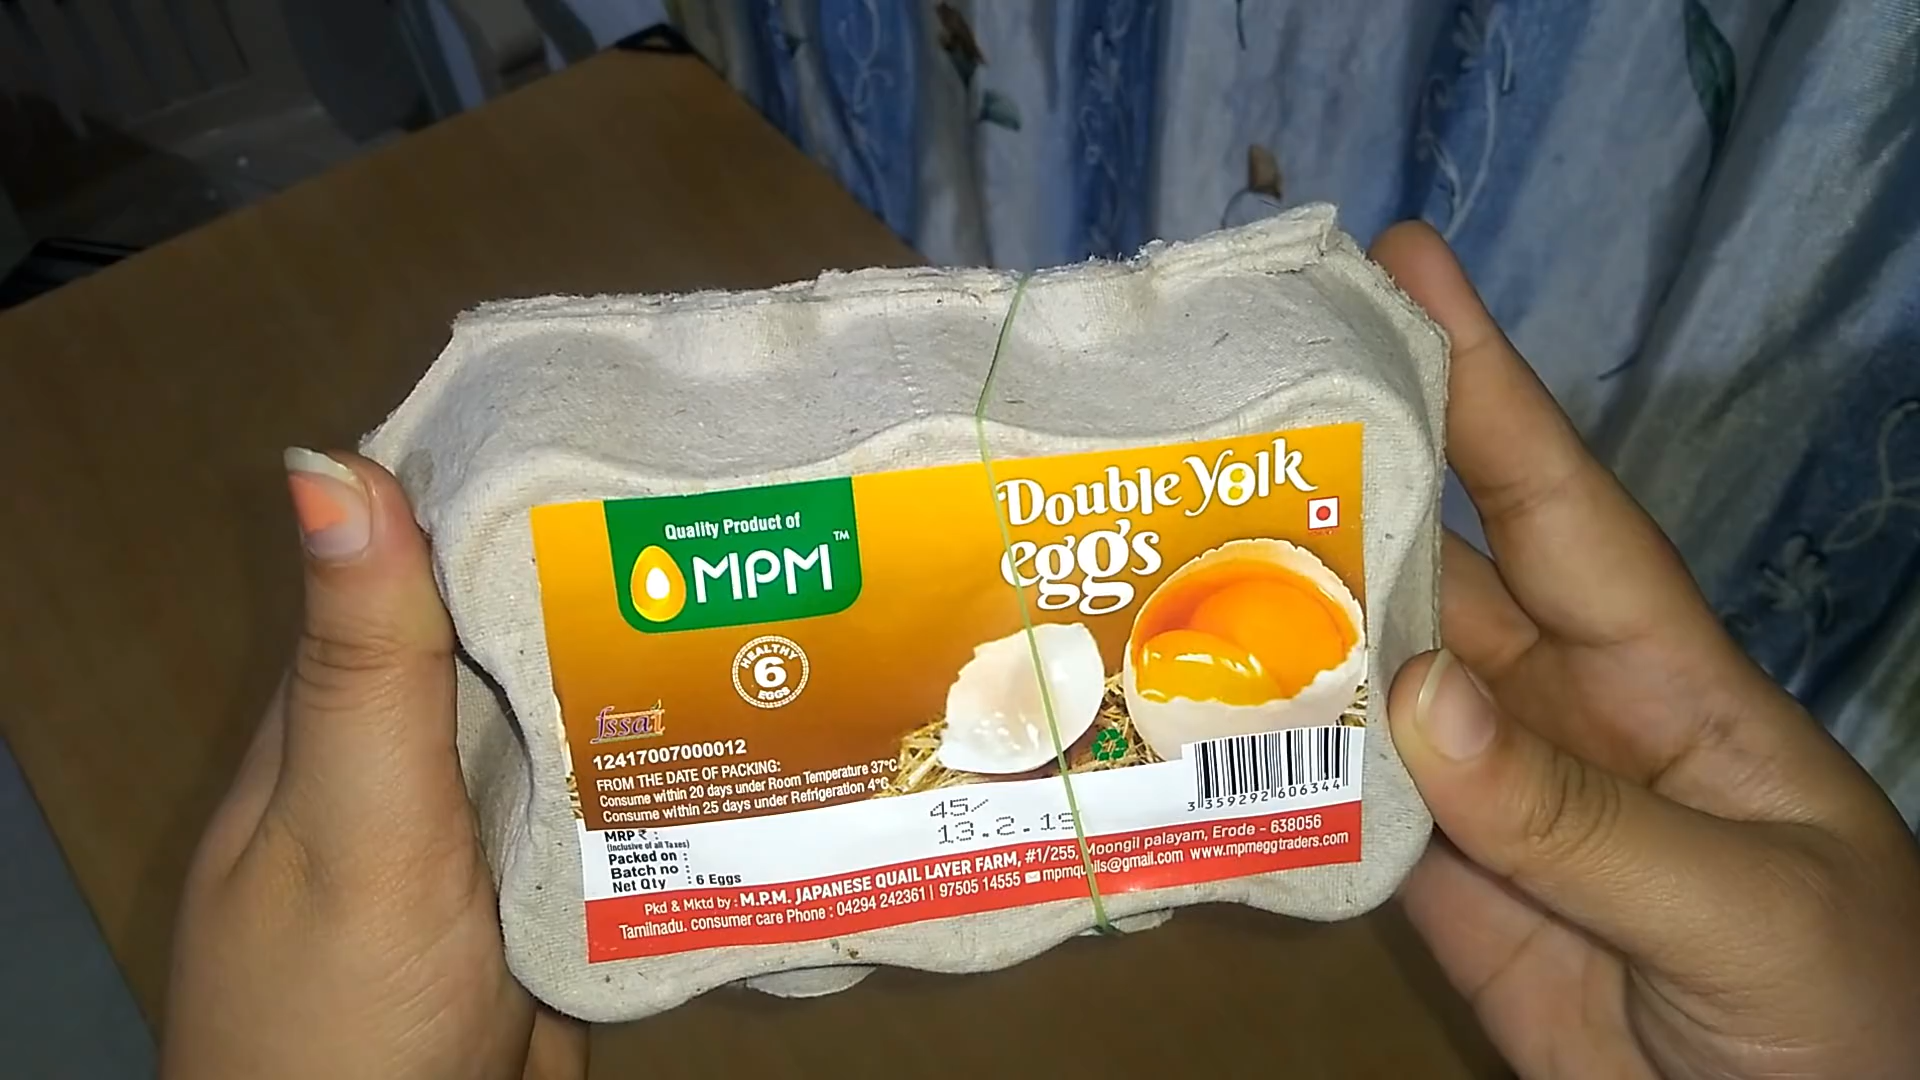 Quality Product of
MPM™
Double Yolk
eggs
HEALTHY
6
EGGS
fssai
12417007000012
FROM THE DATE OF PACKING:
Consume within 20 days under Room Temperature 37°C
Consume within 25 days under Refrigeration 4°C
MRP ₹ :
(Inclusive of all Taxes)
45/
Packed on :
13.2.19
Batch no :
Net Qty : 6 Eggs
3 359292 606344
Pkd & Mktd by : M.P.M. JAPANESE QUAIL LAYER FARM, #1/255, Moongil palayam, Erode - 638056
Tamilnadu. consumer care Phone : 04294 242361 | 97505 14555 mpmquails@gmail.com www.mpmeggtraders.com